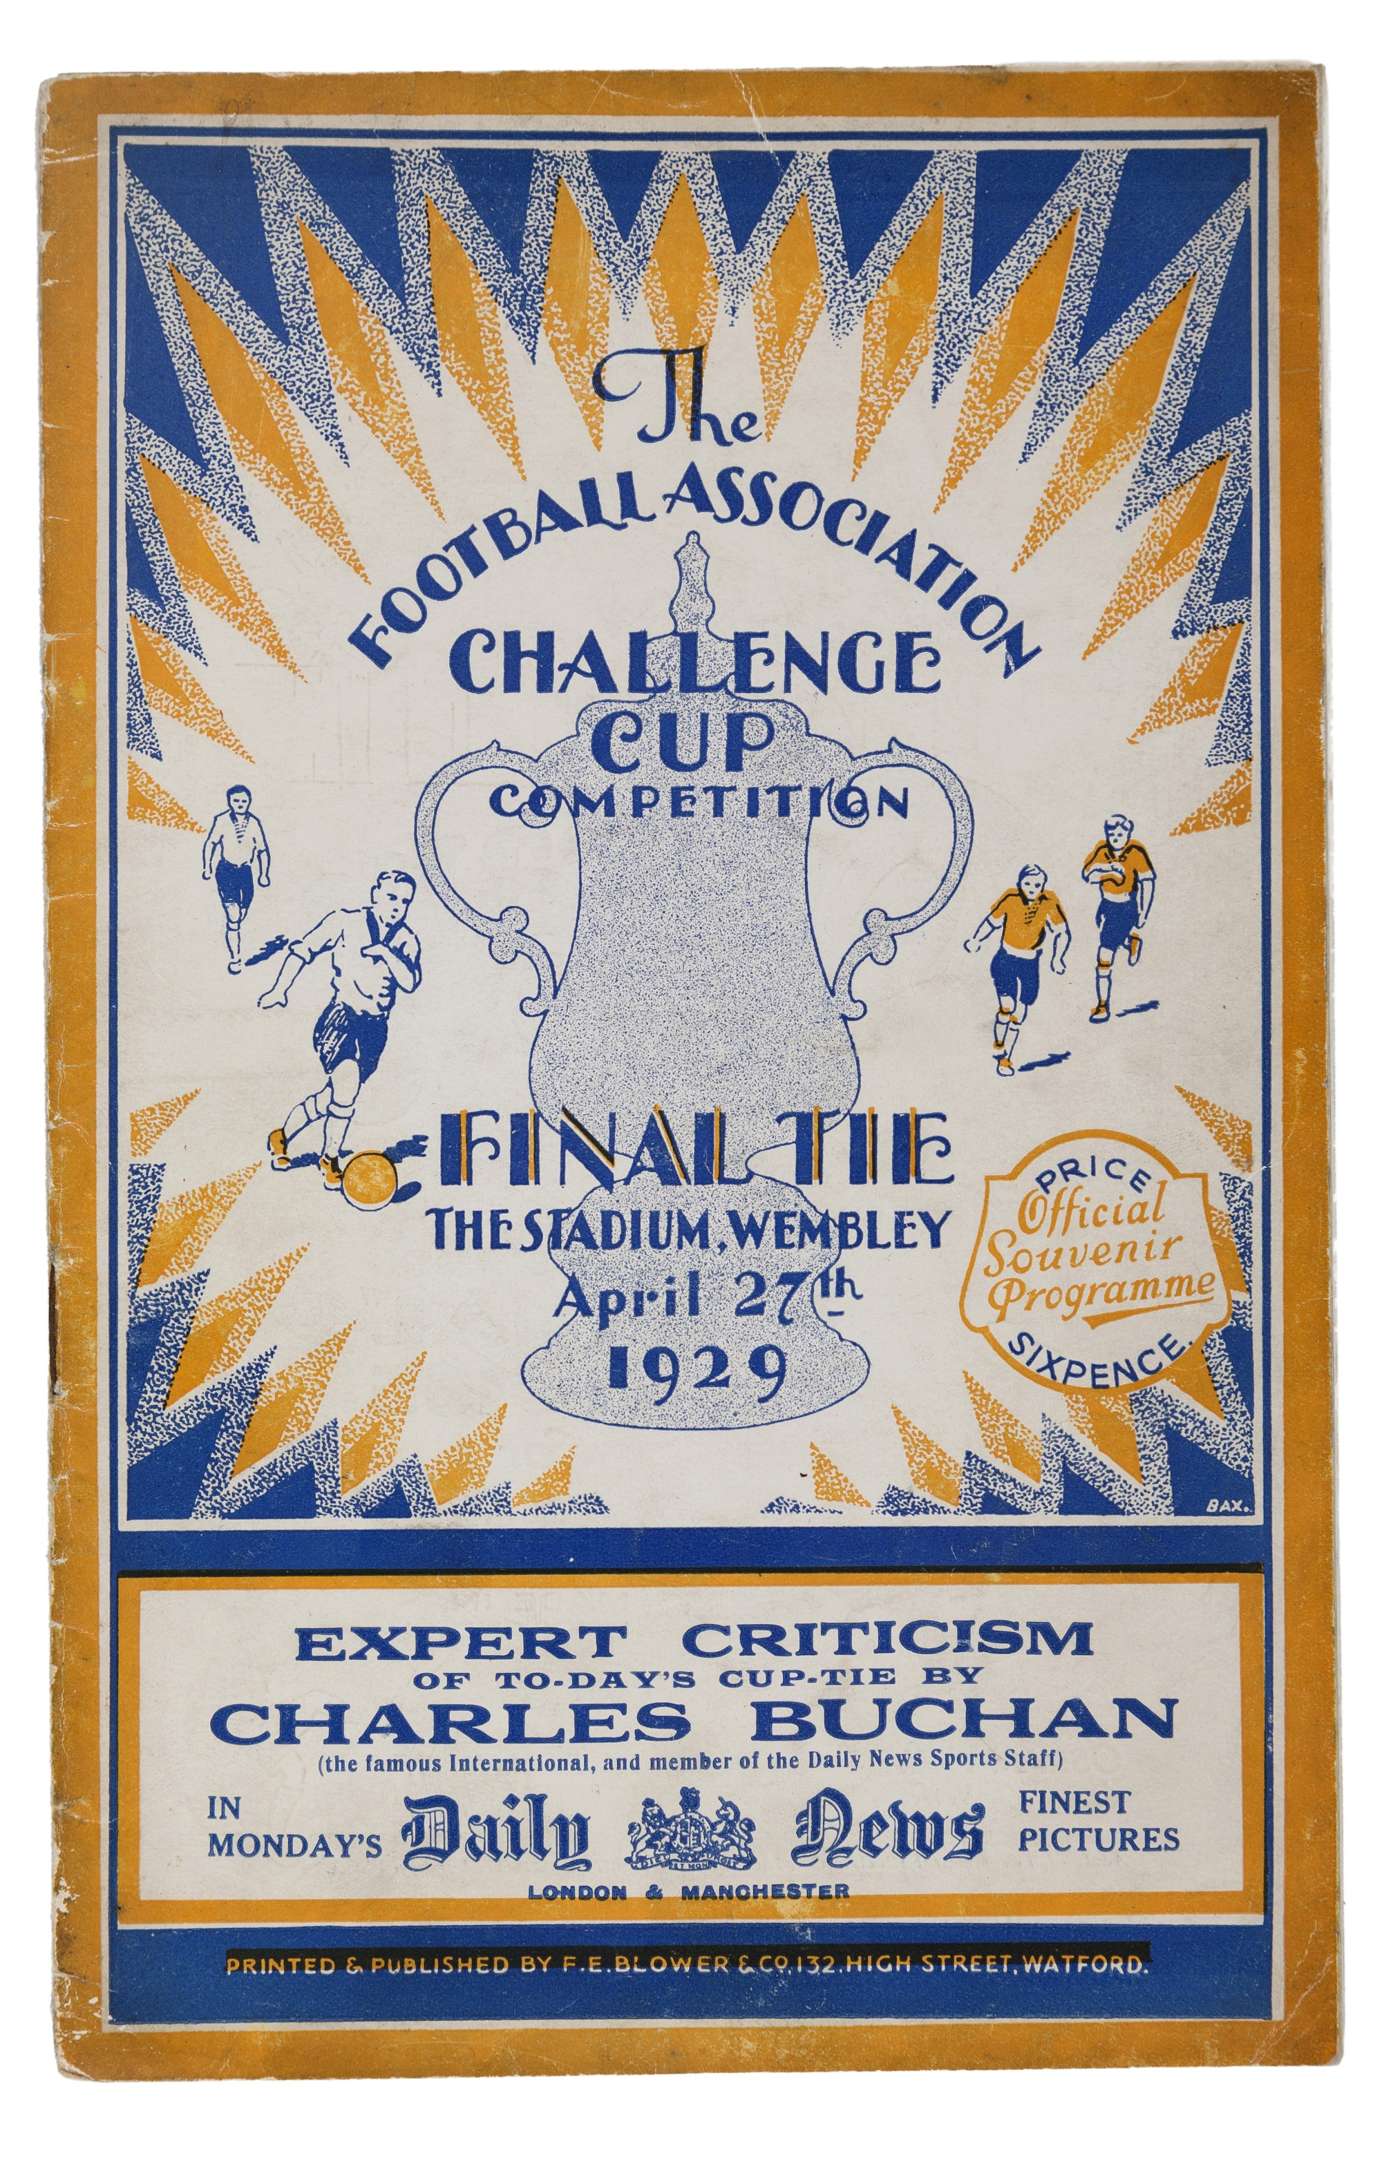 The
FOOTBALL ASSOCIATION
CHALLENGE
CUP
COMPETITION
FINAL TIE
THE STADIUM, WEMBLEY
April 27th
1929
PRICE
Official
Souvenir
Programme
SIXPENCE.
BAX.
EXPERT CRITICISM
OF TO-DAY'S CUP-TIE BY
CHARLES BUCHAN
(the famous International, and member of the Daily News Sports Staff)
IN
MONDAY'S
Daily News
FINEST
PICTURES
LONDON & MANCHESTER
PRINTED & PUBLISHED BY F.E. BLOWER & CO, 132, HIGH STREET, WATFORD.